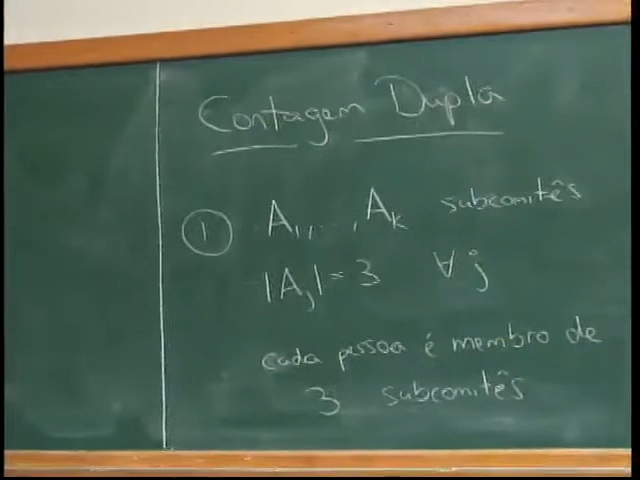 Contagem Dupla
① A₁,...,Aₖ subcomitês
|Aⱼ| = 3 ∀ j
cada pessoa é membro de
3 subcomitês